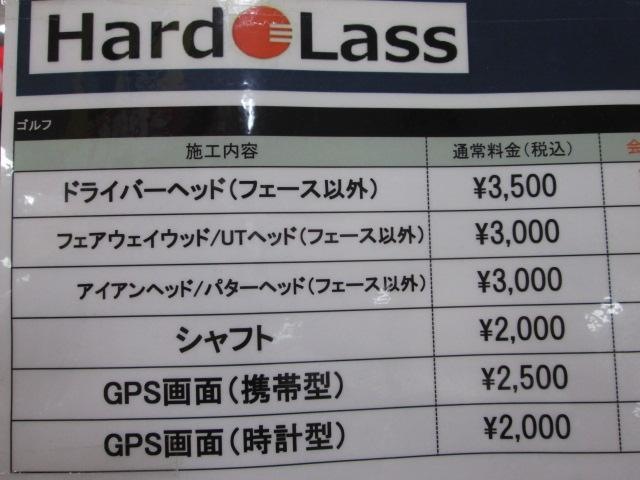 Hard Lass
ゴルフ
施工内容 通常料金(税込) 会
ドライバーヘッド(フェース以外) ¥3,500
フェアウェイウッド/UTヘッド(フェース以外) ¥3,000
アイアンヘッド/パターヘッド(フェース以外) ¥3,000
シャフト ¥2,000
GPS画面(携帯型) ¥2,500
GPS画面(時計型) ¥2,000